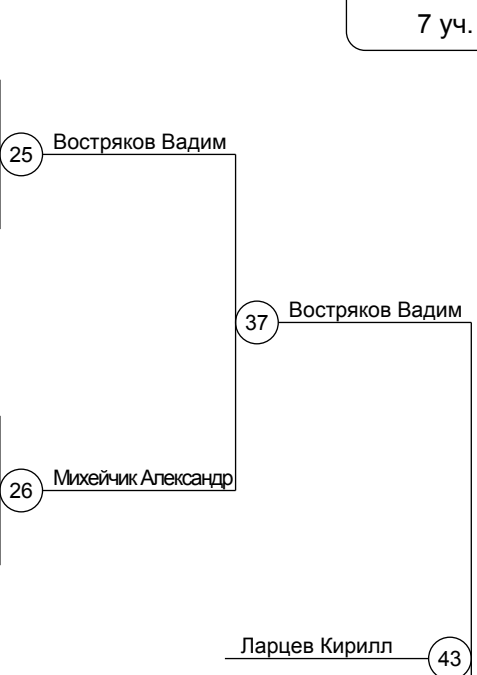 7 уч.
25
Востряков Вадим
37
Востряков Вадим
26
Михейчик Александр
Ларцев Кирилл
43